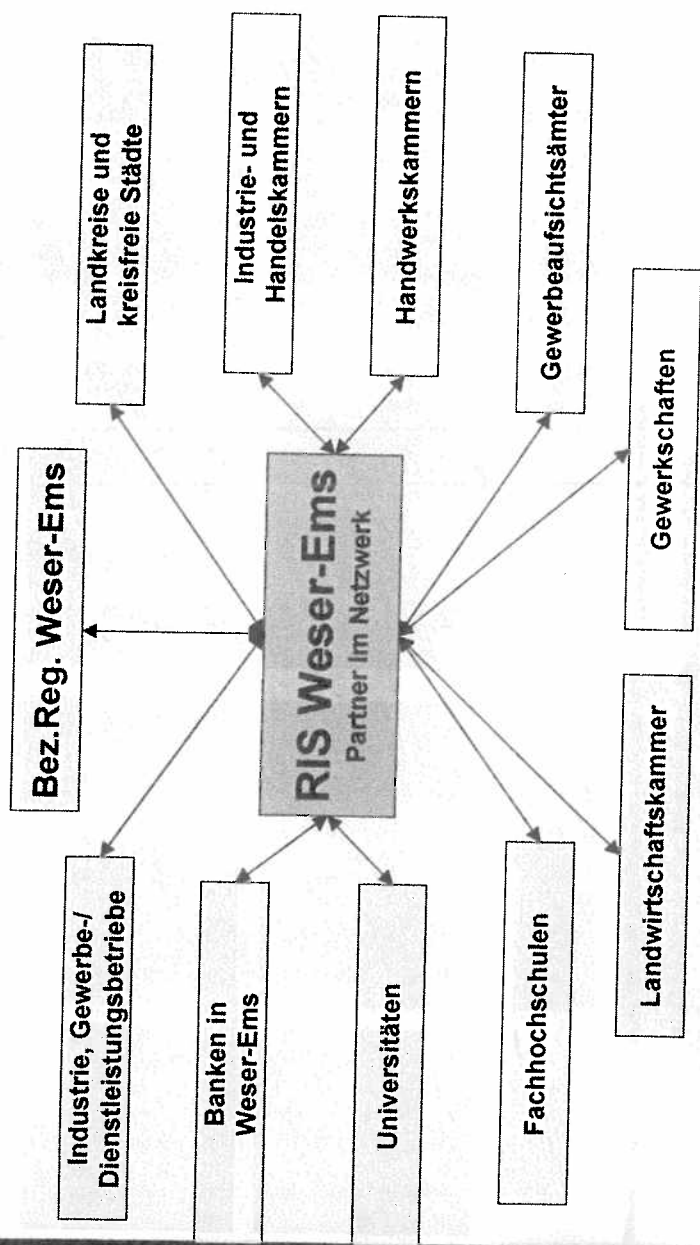 Bez.Reg. Weser-Ems
Industrie, Gewerbe-/
Dienstleistungsbetriebe
Landkreise und
kreisfreie Städte
Banken in
Weser-Ems
RIS Weser-Ems
Partner Im Netzwerk
Industrie- und
Handelskammern
Universitäten
Handwerkskammern
Fachhochschulen
Gewerbeaufsichtsämter
Landwirtschaftskammer
Gewerkschaften